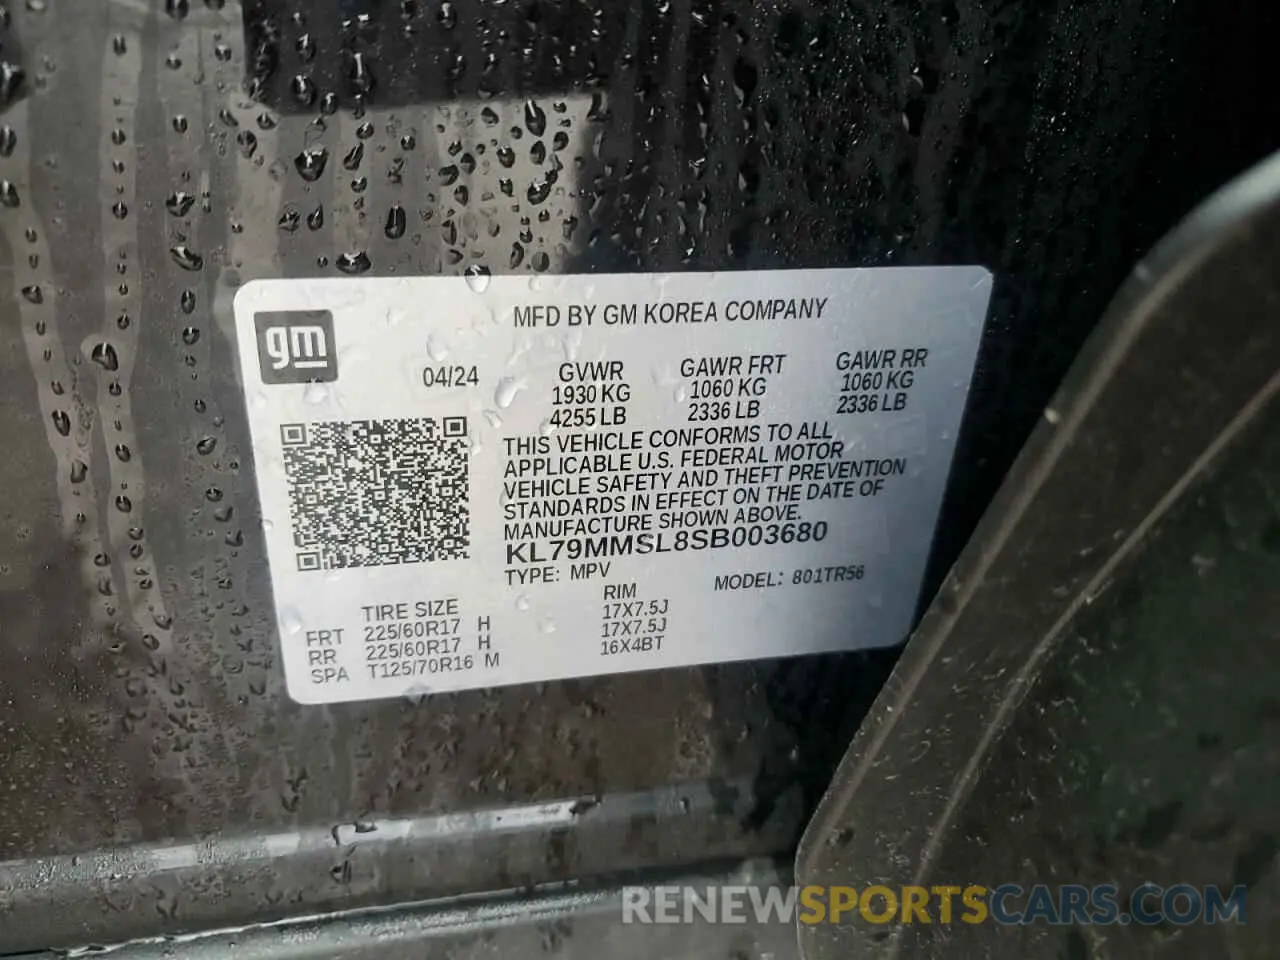 gm
MFD BY GM KOREA COMPANY
04/24
GVWR GAWR FRT GAWR RR
1930 KG 1060 KG 1060 KG
4255 LB 2336 LB 2336 LB
THIS VEHICLE CONFORMS TO ALL
APPLICABLE U.S. FEDERAL MOTOR
VEHICLE SAFETY AND THEFT PREVENTION
STANDARDS IN EFFECT ON THE DATE OF
MANUFACTURE SHOWN ABOVE.
KL79MMSL8SB003680
TYPE: MPV MODEL: 801TR56
TIRE SIZE RIM
FRT 225/60R17 H 17X7.5J
RR 225/60R17 H 17X7.5J
SPA T125/70R16 M 16X4BT
RENEWSPORTSCARS.COM